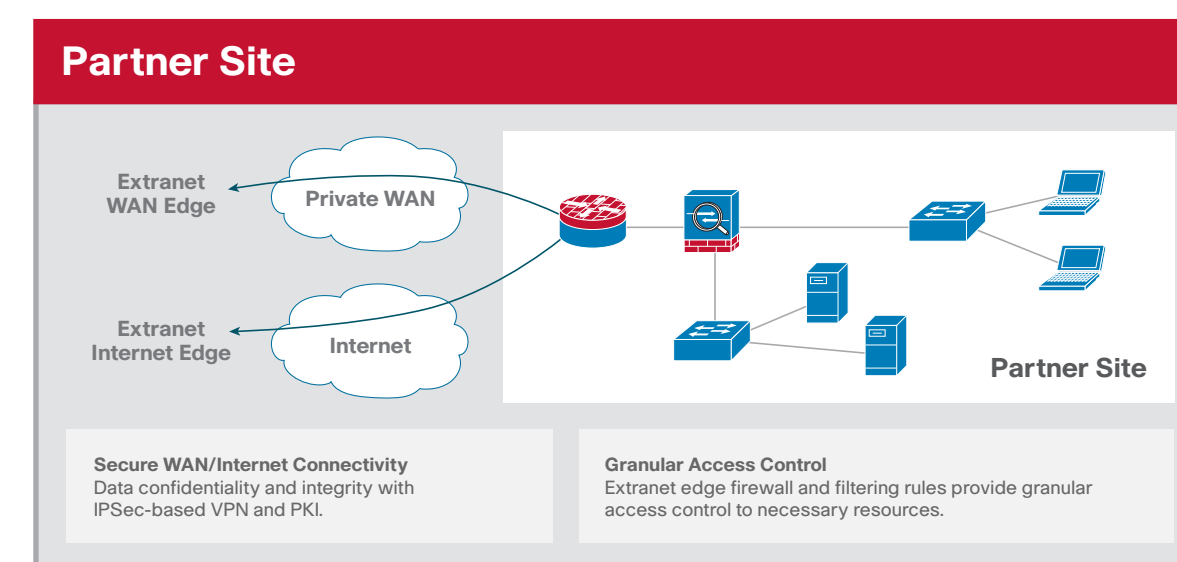 Partner Site
Extranet
WAN Edge
Private WAN
Extranet
Internet Edge
Internet
Partner Site
Secure WAN/Internet Connectivity
Data confidentiality and integrity with
IPSec-based VPN and PKI.
Granular Access Control
Extranet edge firewall and filtering rules provide granular
access control to necessary resources.